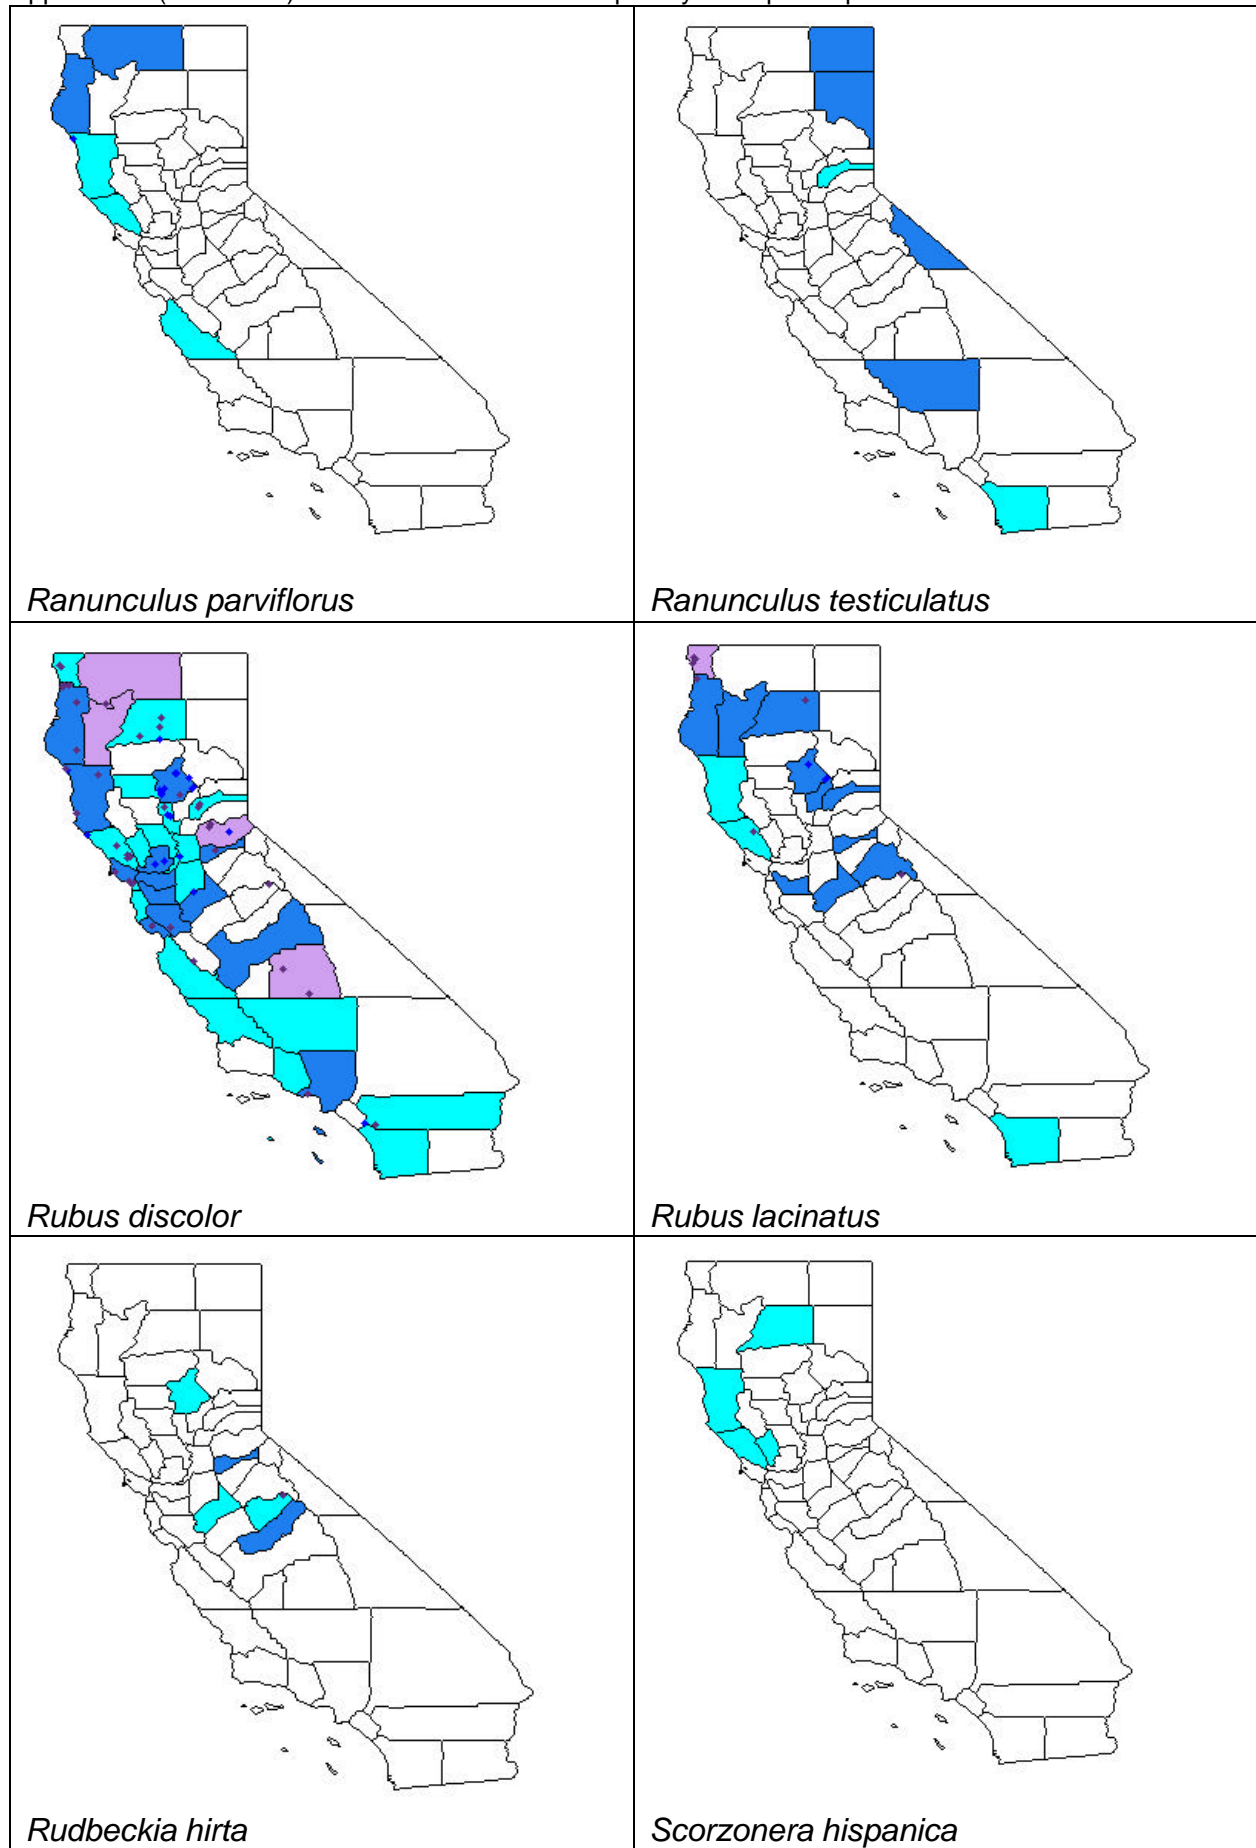 Ranunculus parviflorus
Ranunculus testiculatus
Rubus discolor
Rubus lacinatus
Rudbeckia hirta
Scorzonera hispanica